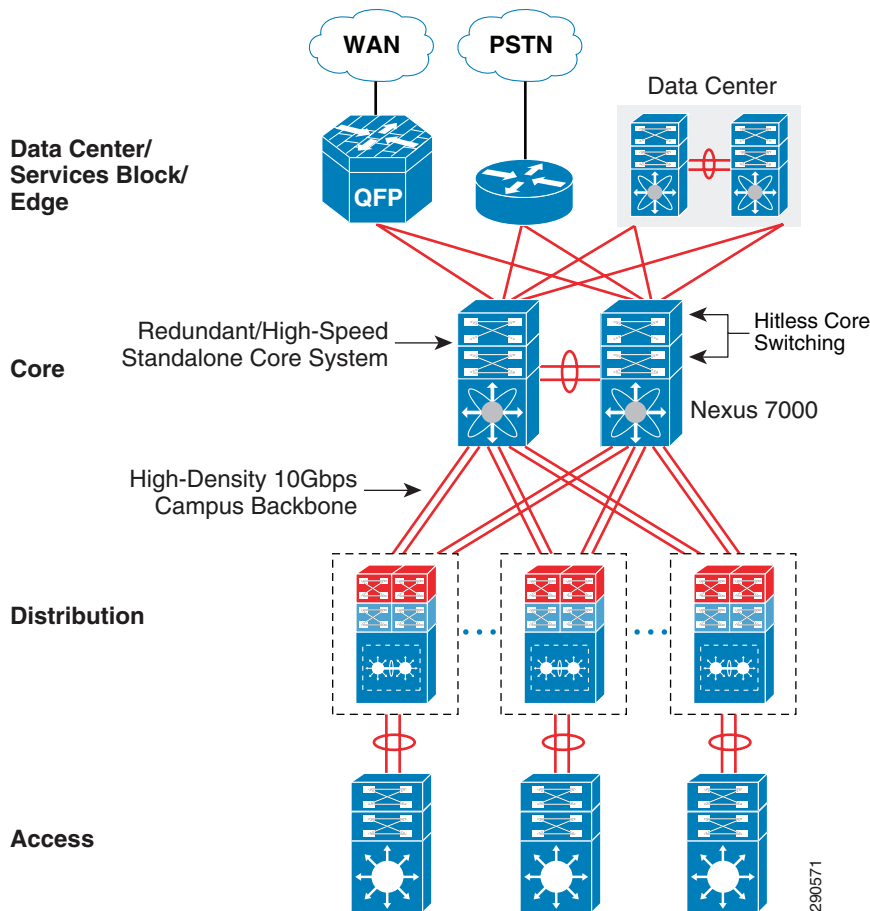 WAN
PSTN
Data Center
Data Center/
Services Block/
Edge
QFP
Redundant/High-Speed
Standalone Core System
Hitless Core
Switching
Core
Nexus 7000
High-Density 10Gbps
Campus Backbone
Distribution
Access
290571